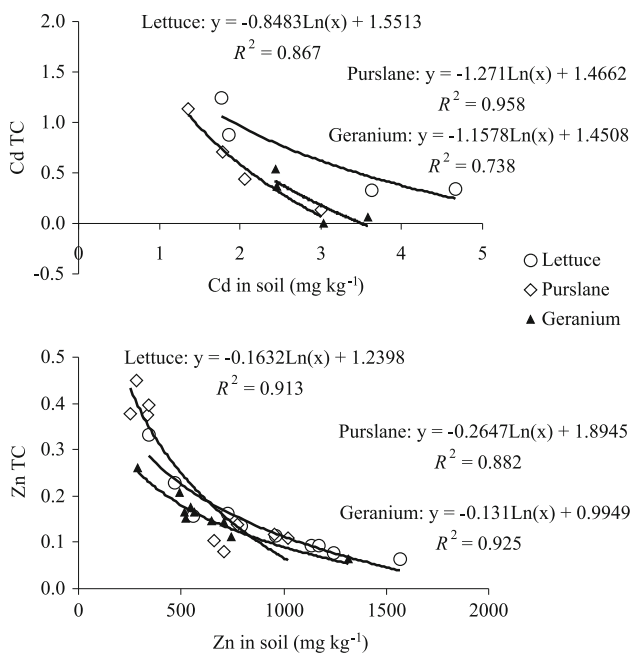 Lettuce: y = -0.8483Ln(x) + 1.5513
R² = 0.867
Purslane: y = -1.271Ln(x) + 1.4662
R² = 0.958
Geranium: y = -1.1578Ln(x) + 1.4508
R² = 0.738
Cd TC
2.0
1.5
1.0
0.5
0.0
-0.5
0 1 2 3 4 5
Cd in soil (mg kg⁻¹)
Lettuce
Purslane
Geranium
Lettuce: y = -0.1632Ln(x) + 1.2398
R² = 0.913
Purslane: y = -0.2647Ln(x) + 1.8945
R² = 0.882
Geranium: y = -0.131Ln(x) + 0.9949
R² = 0.925
Zn TC
0.5
0.4
0.3
0.2
0.1
0.0
0 500 1000 1500 2000
Zn in soil (mg kg⁻¹)